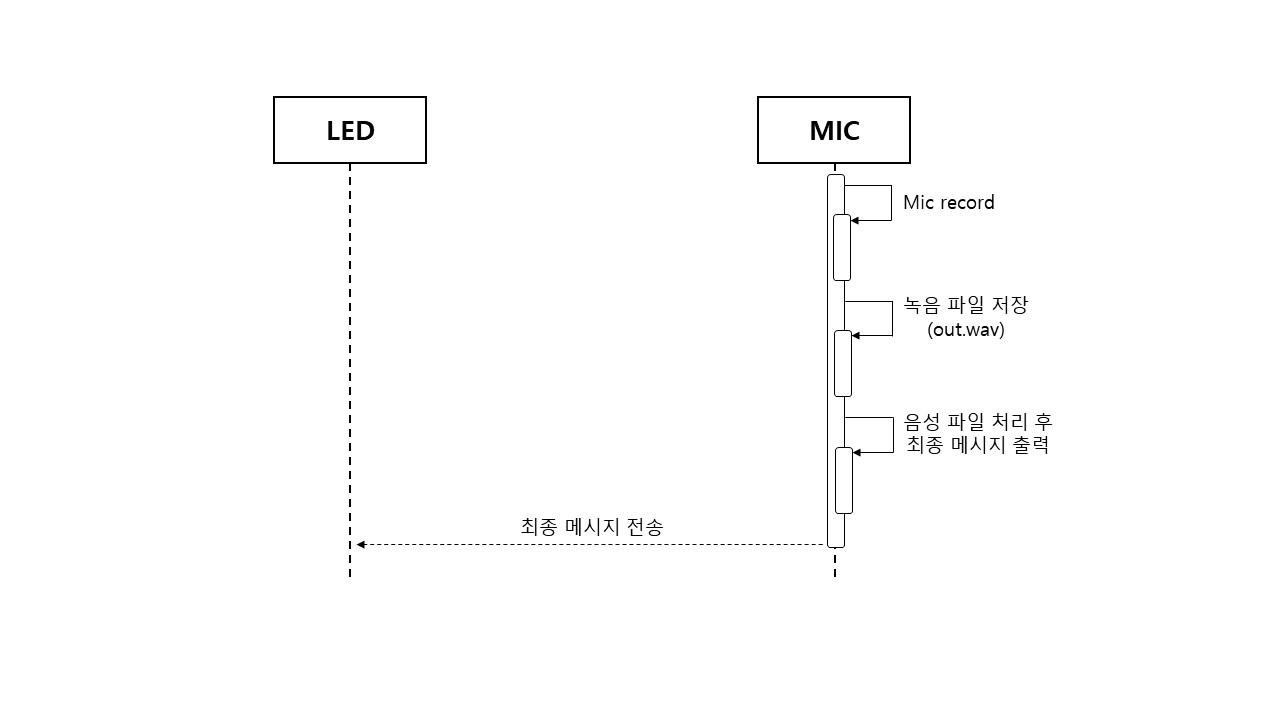 LED
MIC
Mic record
녹음 파일 저장
(out.wav)
음성 파일 처리 후
최종 메시지 출력
최종 메시지 전송